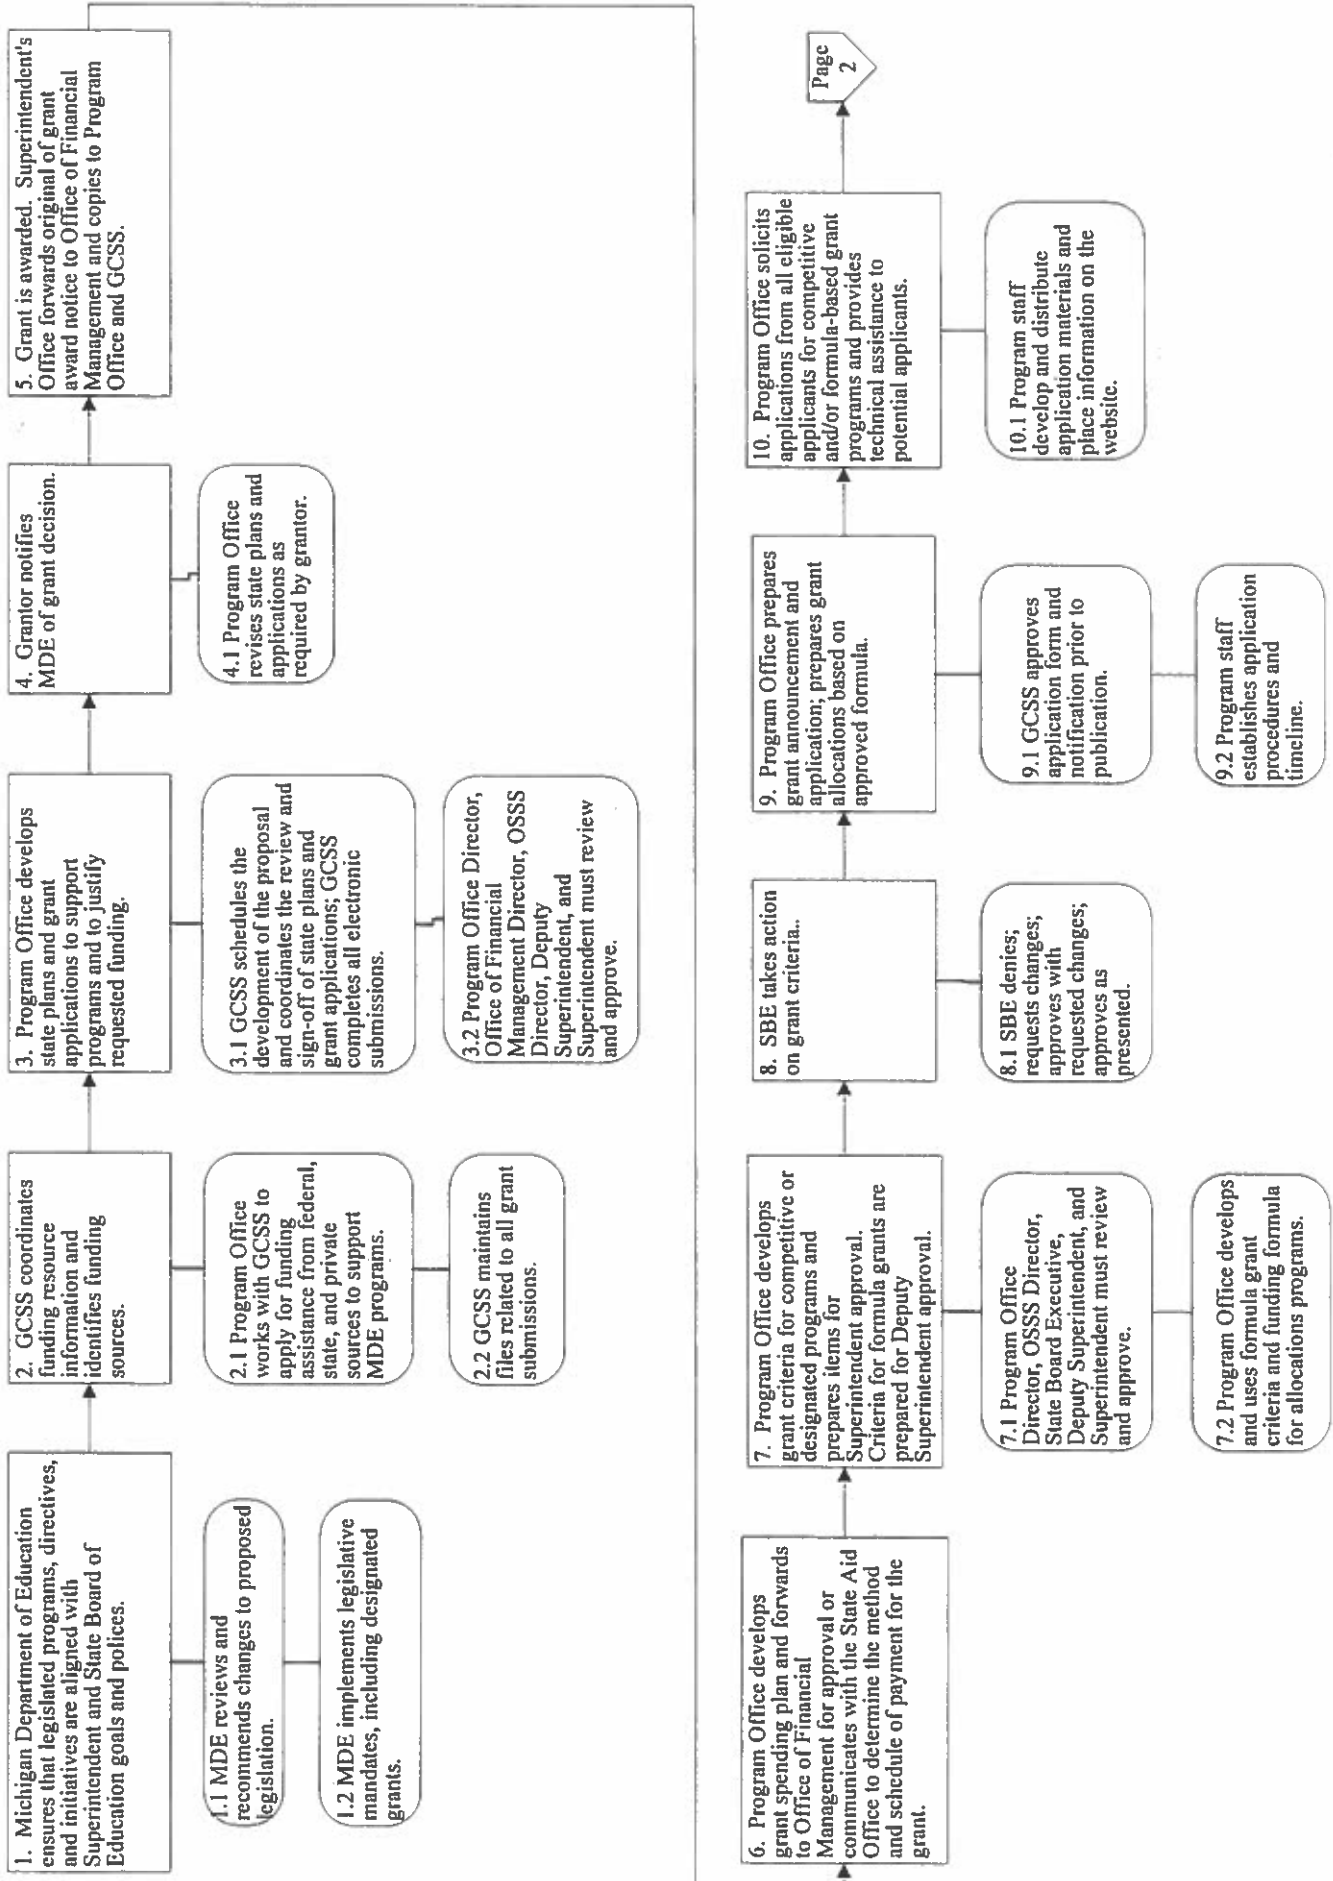 1. Michigan Department of Education
ensures that legislated programs, directives,
and initiatives are aligned with
Superintendent and State Board of
Education goals and polices.
1.1 MDE reviews and
recommends changes to proposed
legislation.
1.2 MDE implements legislative
mandates, including designated
grants.
2. GCSS coordinates
funding resource
information and
identifies funding
sources.
2.1 Program Office
works with GCSS to
apply for funding
assistance from federal,
state, and private
sources to support
MDE programs.
2.2 GCSS maintains
files related to all grant
submissions.
3. Program Office develops
state plans and grant
applications to support
programs and to justify
requested funding.
3.1 GCSS schedules the
development of the proposal
and coordinates the review and
sign-off of state plans and
grant applications; GCSS
completes all electronic
submissions.
3.2 Program Office Director,
Office of Financial
Management Director, OSSS
Director, Deputy
Superintendent, and
Superintendent must review
and approve.
4. Grantor notifies
MDE of grant decision.
4.1 Program Office
revises state plans and
applications as
required by grantor.
5. Grant is awarded. Superintendent's
Office forwards original of grant
award notice to Office of Financial
Management and copies to Program
Office and GCSS.
6. Program Office develops
grant spending plan and forwards
to Office of Financial
Management for approval or
communicates with the State Aid
Office to determine the method
and schedule of payment for the
grant.
7. Program Office develops
grant criteria for competitive or
designated programs and
prepares items for
Superintendent approval.
Criteria for formula grants are
prepared for Deputy
Superintendent approval.
7.1 Program Office
Director, OSSS Director,
State Board Executive,
Deputy Superintendent, and
Superintendent must review
and approve.
7.2 Program Office develops
and uses formula grant
criteria and funding formula
for allocations programs.
8. SBE takes action
on grant criteria.
8.1 SBE denies;
requests changes;
approves with
requested changes;
approves as
presented.
9. Program Office prepares
grant announcement and
application; prepares grant
allocations based on
approved formula.
9.1 GCSS approves
application form and
notification prior to
publication.
9.2 Program staff
establishes application
procedures and
timeline.
10. Program Office solicits
applications from all eligible
applicants for competitive
and/or formula-based grant
programs and provides
technical assistance to
potential applicants.
10.1 Program staff
develop and distribute
application materials and
place information on the
website.
Page
2